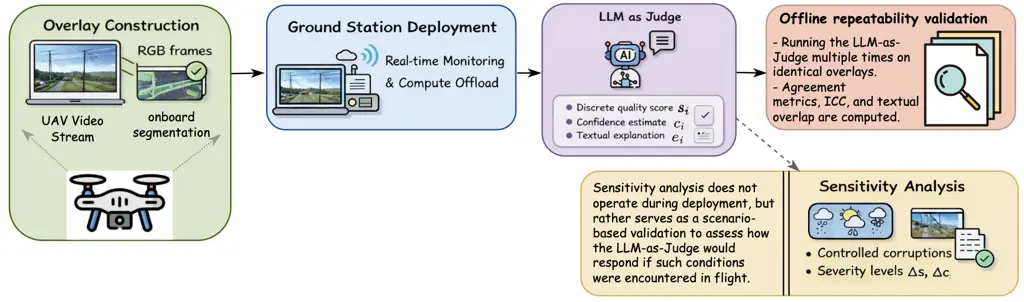 Overlay Construction
RGB frames
UAV Video
Stream
onboard
segmentation
Ground Station Deployment
Real-time Monitoring
& Compute Offload
LLM as Judge
AI
Discrete quality score s_i
Confidence estimate c_i
Textual explanation e_i
Offline repeatability validation
- Running the LLM-as-
Judge multiple times on
identical overlays.
- Agreement
metrics, ICC, and textual
overlap are computed.
Sensitivity analysis does not
operate during deployment, but
rather serves as a scenario-
based validation to assess how
the LLM-as-Judge would
respond if such conditions
were encountered in flight.
Sensitivity Analysis
• Controlled corruptions
• Severity levels Δs, Δc